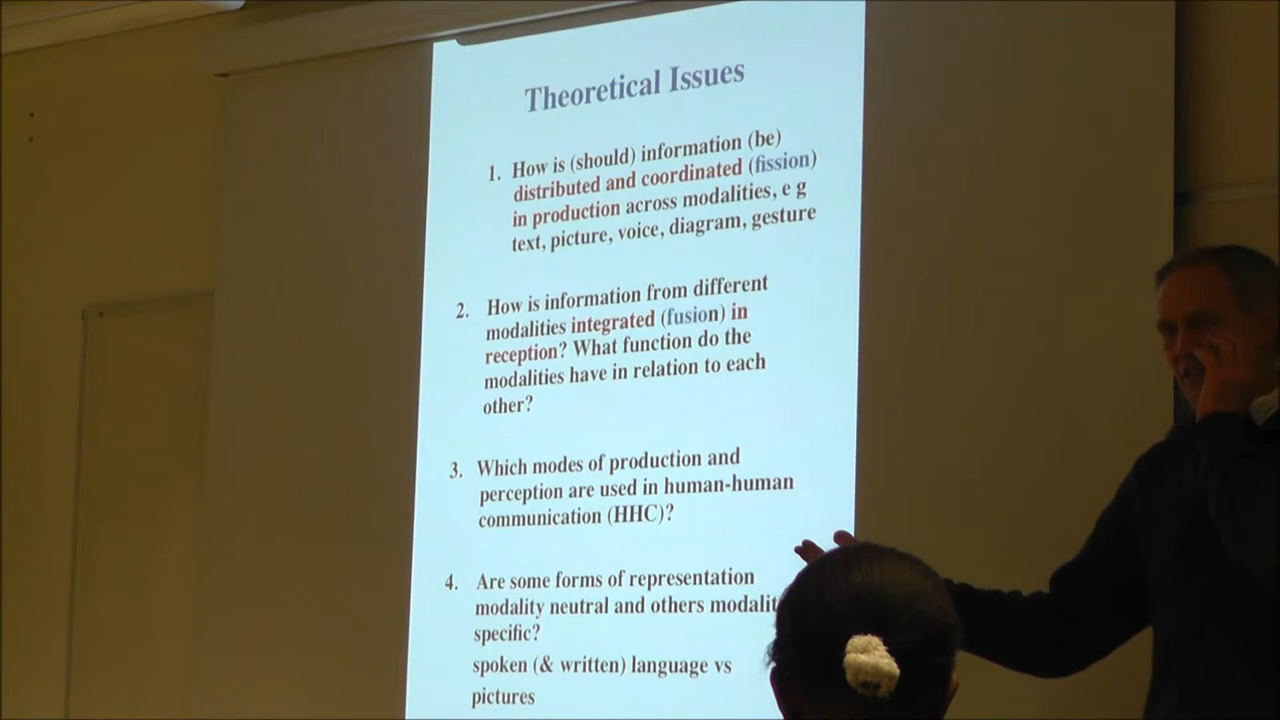 Theoretical Issues
1. How is (should) information (be)
distributed and coordinated (fission)
in production across modalities, e g
text, picture, voice, diagram, gesture
2. How is information from different
modalities integrated (fusion) in
reception? What function do the
modalities have in relation to each
other?
3. Which modes of production and
perception are used in human-human
communication (HHC)?
4. Are some forms of representation
modality neutral and others modalit
specific?
spoken (& written) language vs
pictures